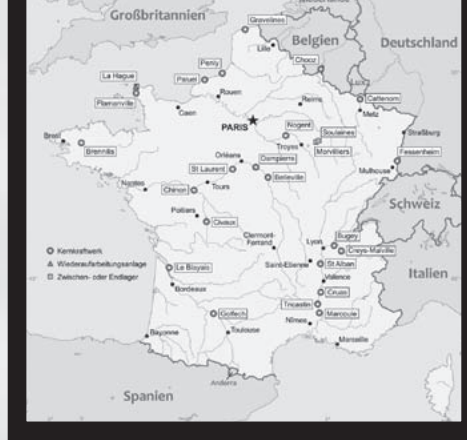 Großbritannien
Gravelines
Belgien
Deutschland
Lille
Penly
Chooz
La Hague
Paluel
Lux.
Flamanville
Rouen
Reims
Cattenom
Caen
Metz
PARIS
Nogent
Soulaines
Straßburg
Brest
Brennilis
Troyes
Morvilliers
Fessenheim
Orléans
Dampierre
St Laurent
Belleville
Mulhouse
Nantes
Chinon
Tours
Schweiz
Poitiers
Civaux
Clermont-
Ferrand
Lyon
Bugey
Creys-Malville
Kernkraftwerk
Wiederaufarbeitungsanlage
Zwischen- oder Endlager
Le Blayais
Saint-Etienne
St Alban
Italien
Valence
Bordeaux
Cruas
Tricastin
Golfech
Marcoule
Nîmes
Bayonne
Toulouse
Marseille
Andorra
Spanien